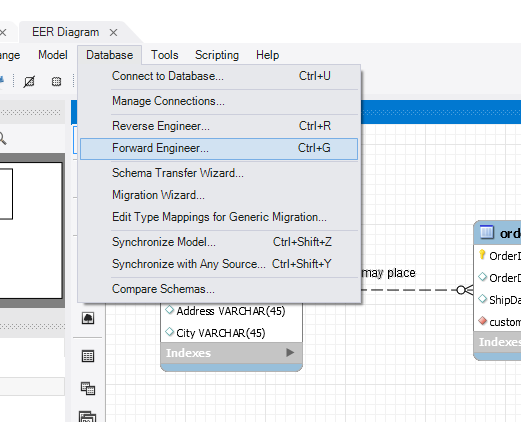 EER Diagram
Model Database Tools Scripting Help
Connect to Database... Ctrl+U
Manage Connections...
Reverse Engineer... Ctrl+R
Forward Engineer... Ctrl+G
Schema Transfer Wizard...
Migration Wizard...
Edit Type Mappings for Generic Migration...
Synchronize Model... Ctrl+Shift+Z
Synchronize with Any Source... Ctrl+Shift+Y
Compare Schemas...
may place
Address VARCHAR(45)
City VARCHAR(45)
Indexes
orde
OrderI
OrderD
ShipDa
custom
Indexes